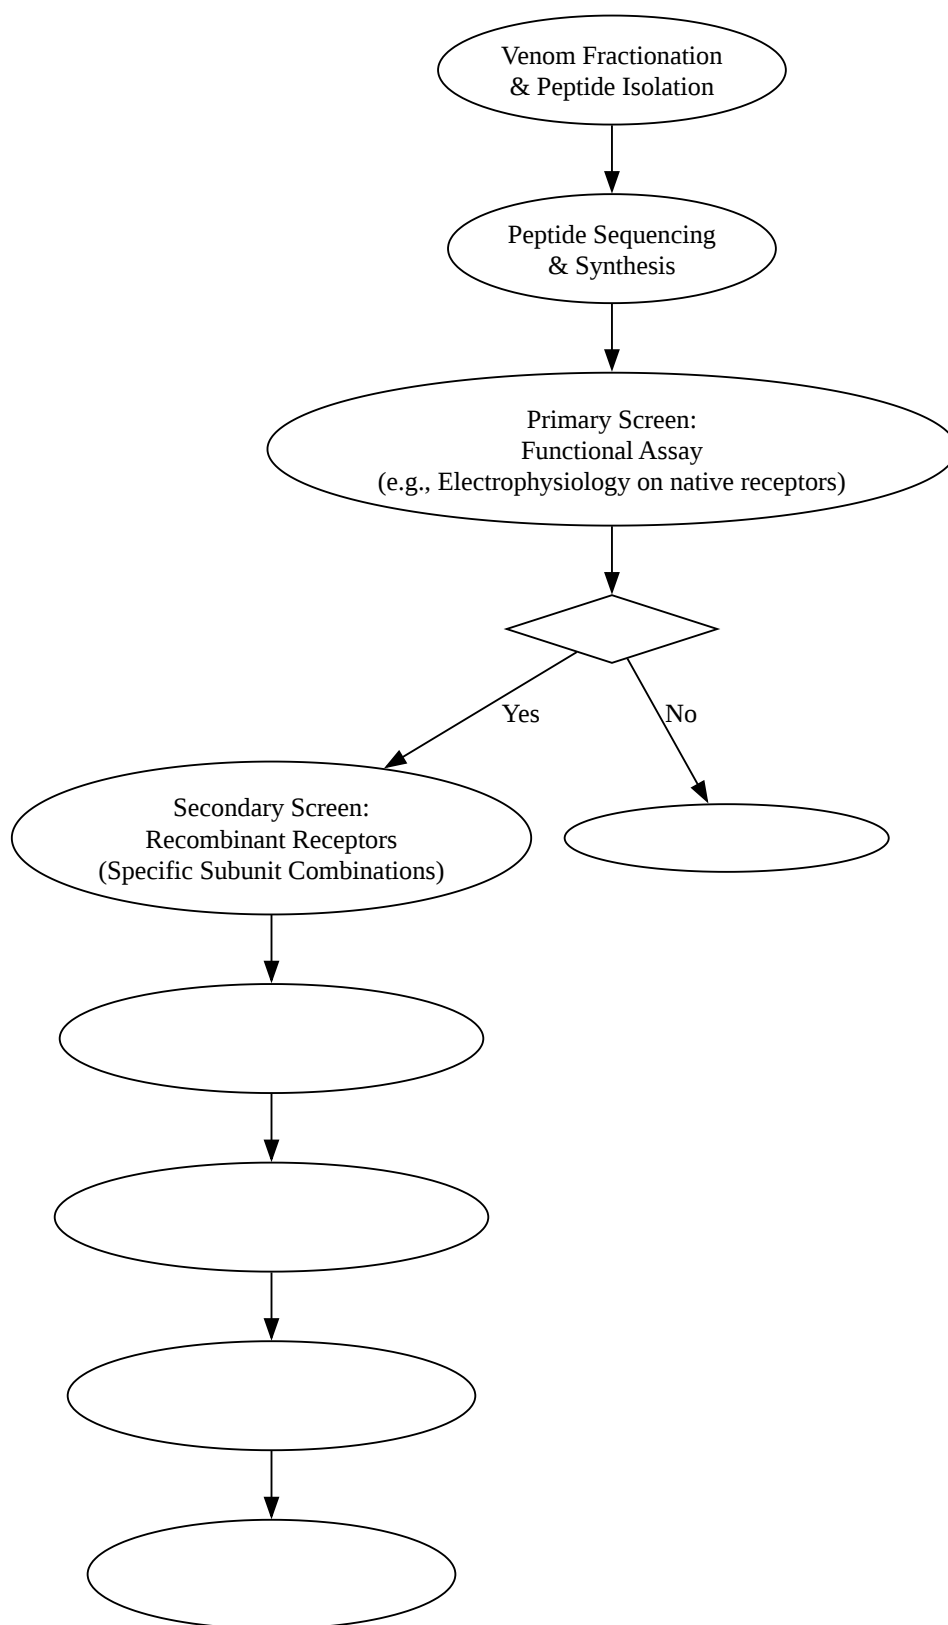 Venom Fractionation
& Peptide Isolation
Peptide Sequencing
& Synthesis
Primary Screen:
Functional Assay
(e.g., Electrophysiology on native receptors)
Yes
No
Secondary Screen:
Recombinant Receptors
(Specific Subunit Combinations)